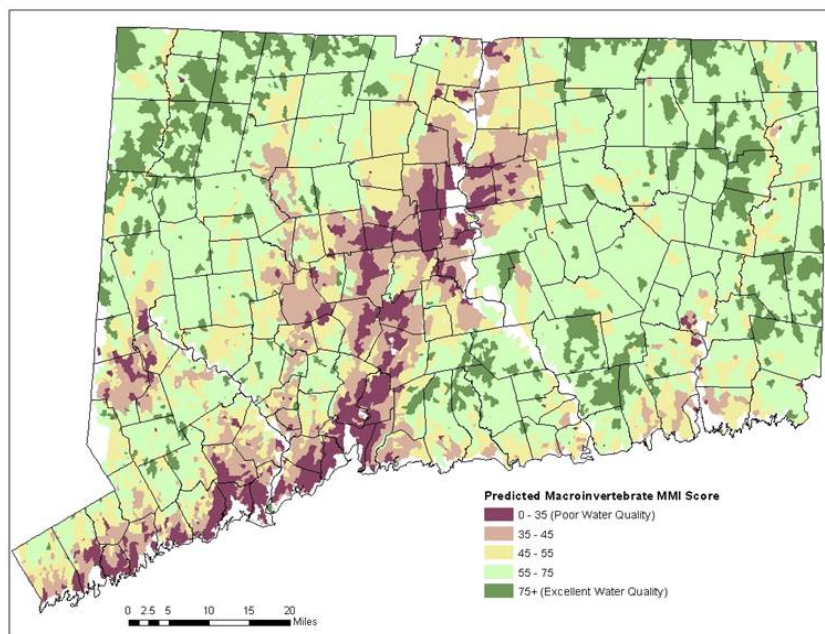 Predicted Macroinvertebrate MMI Score
0 - 35 (Poor Water Quality)
35 - 45
45 - 55
55 - 75
75+ (Excellent Water Quality)
0 2.5 5 10 15 20
Miles